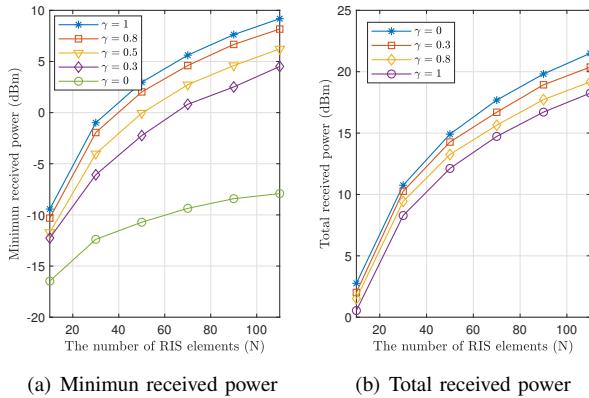 10
5
0
-5
-10
-15
-20
Minimun received power (dBm)
γ = 1
γ = 0.8
γ = 0.5
γ = 0.3
γ = 0
20 40 60 80 100
The number of RIS elements (N)
(a) Minimun received power
25
20
15
10
5
0
Total received power (dBm)
γ = 0
γ = 0.3
γ = 0.8
γ = 1
20 40 60 80 100
The number of RIS elements (N)
(b) Total received power